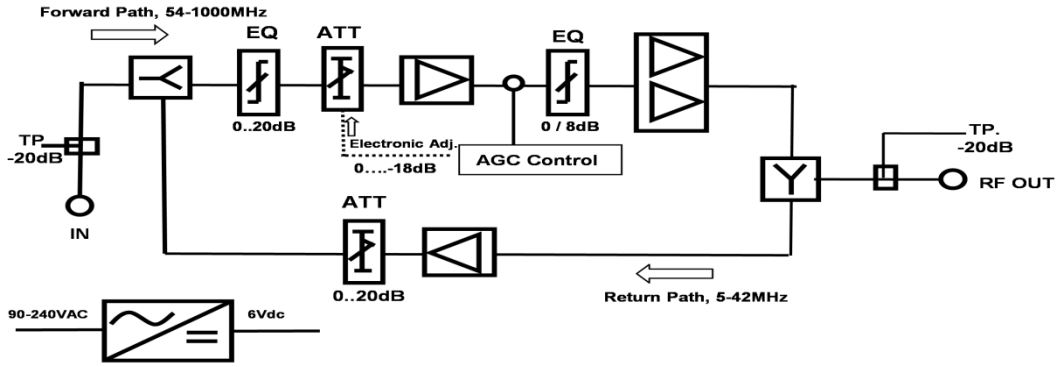 Forward Path, 54-1000MHz
EQ
ATT
EQ
0..20dB
0 / 8dB
Electronic Adj.
0....-18dB
AGC Control
TP
-20dB
TP.
-20dB
IN
RF OUT
ATT
0..20dB
Return Path, 5-42MHz
90-240VAC
6Vdc